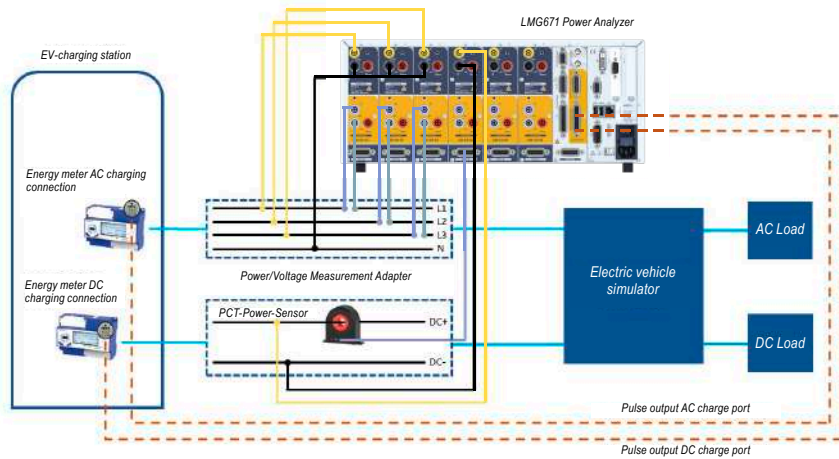 LMG671 Power Analyzer
EV-charging station
Energy meter AC charging
connection
L1
L2
L3
N
Power/Voltage Measurement Adapter
Electric vehicle
simulator
AC Load
Energy meter DC
charging connection
PCT-Power-Sensor
DC+
DC-
DC Load
Pulse output AC charge port
Pulse output DC charge port